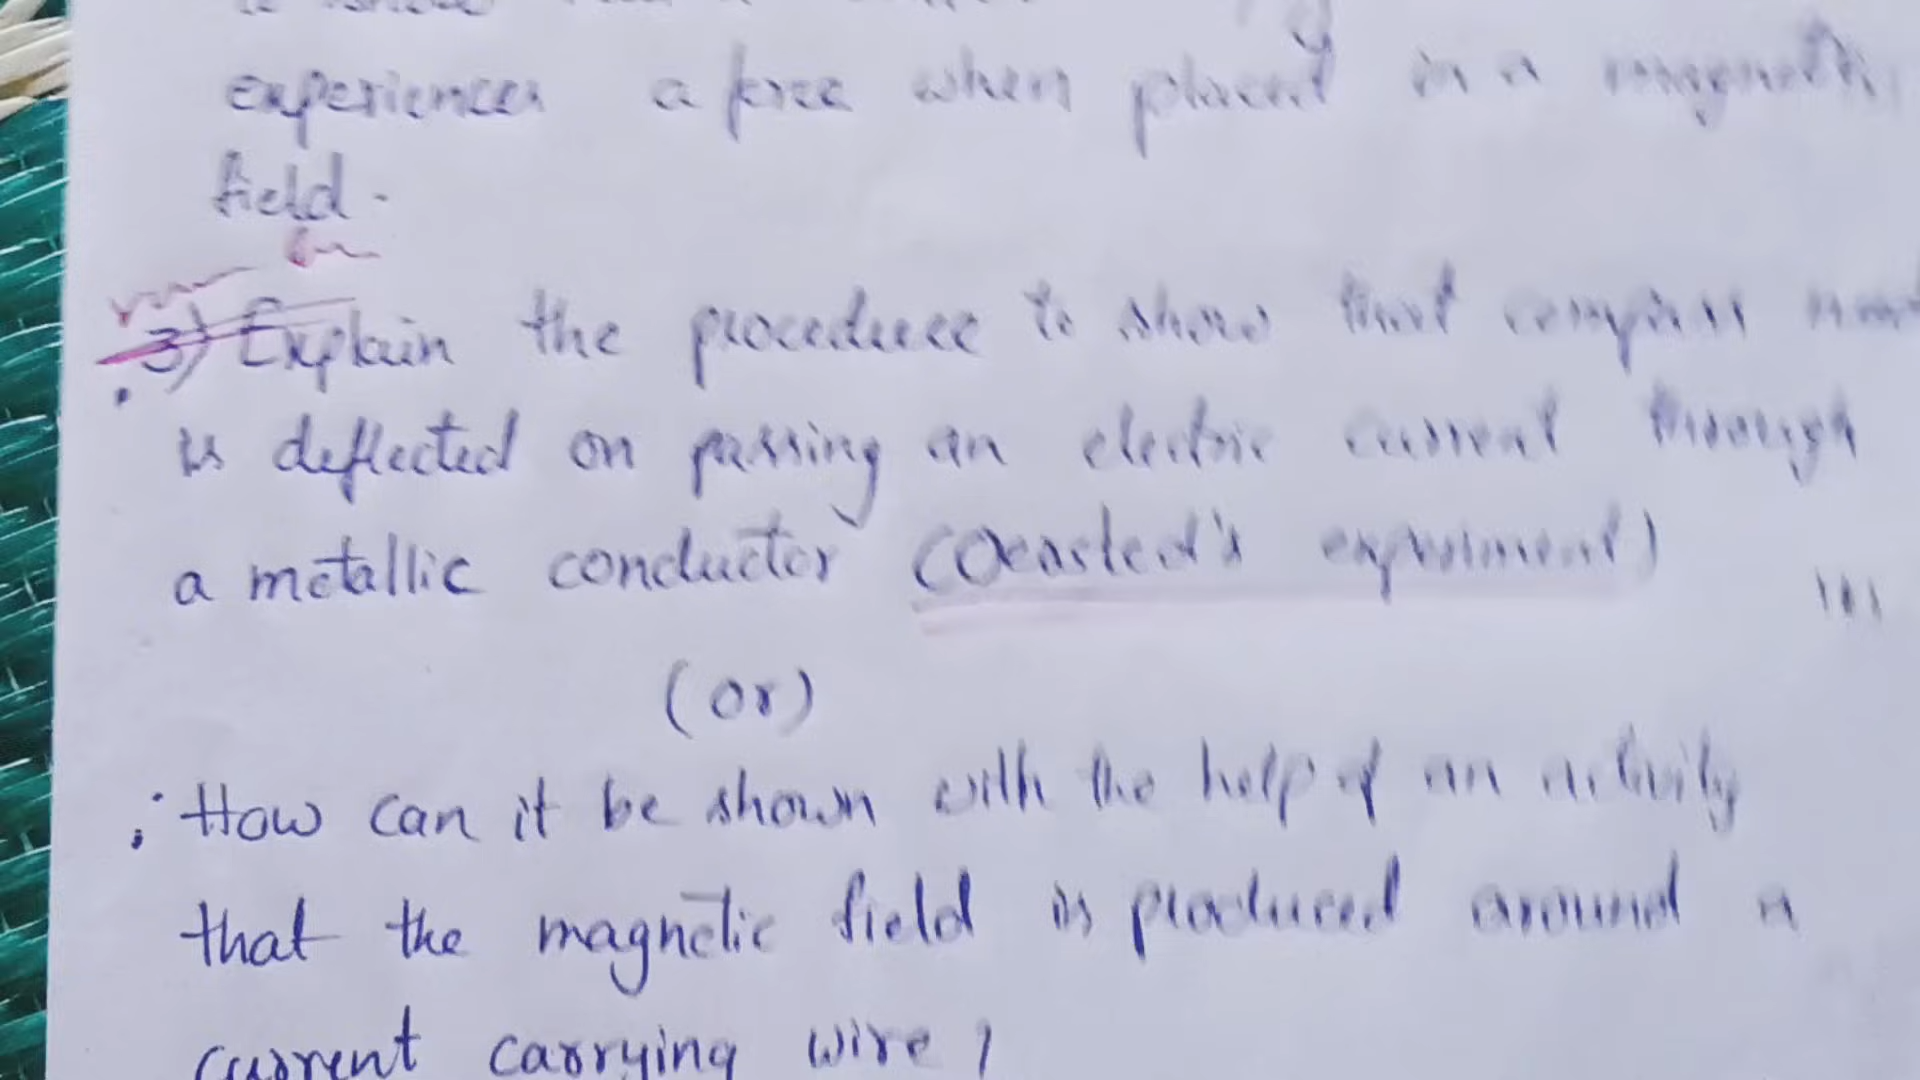 experiences a force when placed in a magnetic
field.
3) Explain the procedure to show that compass
is deflected on passing an electric current through
a metallic conductor (Oersted's experiment)
(or)
How can it be shown with the help of an activity
that the magnetic field is produced around a
current carrying wire?